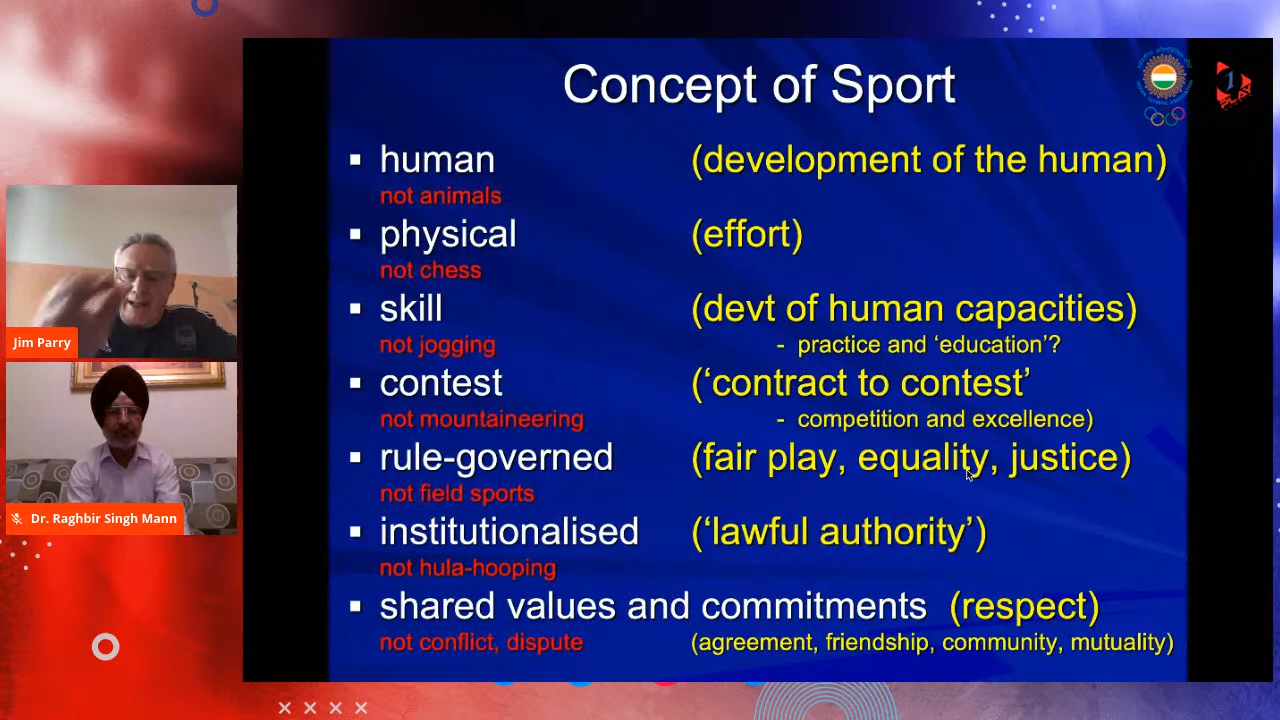 Concept of Sport
1
PLAY
▪ human (development of the human)
not animals
▪ physical (effort)
not chess
▪ skill (devt of human capacities)
not jogging - practice and ‘education’?
▪ contest (‘contract to contest’
not mountaineering - competition and excellence)
▪ rule-governed (fair play, equality, justice)
not field sports
▪ institutionalised (‘lawful authority’)
not hula-hooping
▪ shared values and commitments (respect)
not conflict, dispute (agreement, friendship, community, mutuality)
Jim Parry
Dr. Raghbir Singh Mann